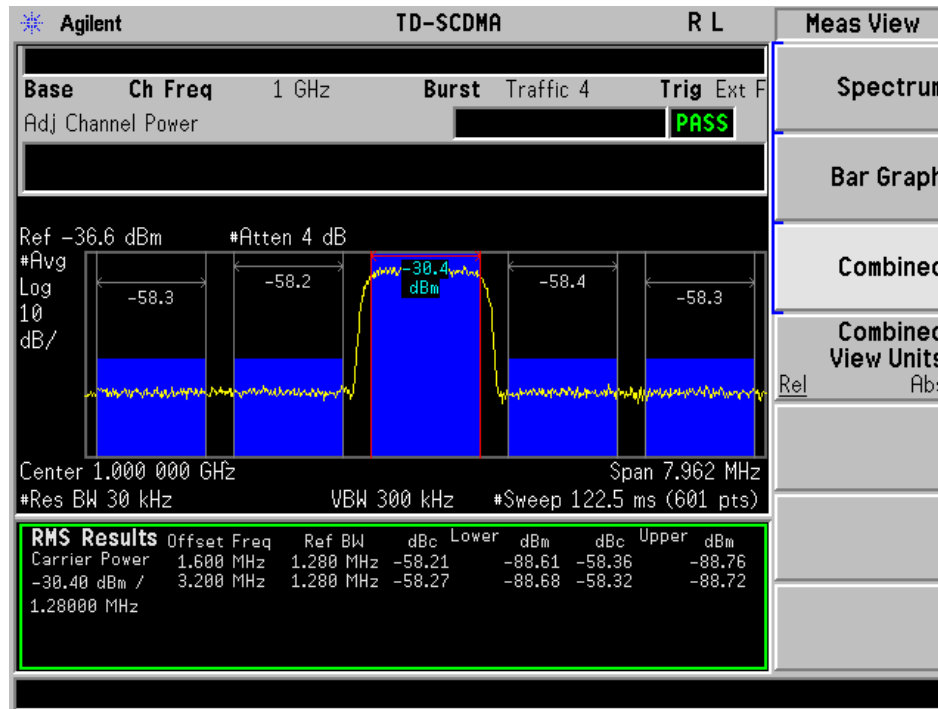 Agilent TD-SCDMA R L Meas View
Base Ch Freq 1 GHz Burst Traffic 4 Trig Ext F
Adj Channel Power PASS
Spectrum
Bar Graph
Combined
Combined
View Units
Rel Abs
Ref -36.6 dBm #Atten 4 dB
#Avg
Log
10
dB/
-58.3 -58.2 -30.4 dBm -58.4 -58.3
Center 1.000 000 GHz Span 7.962 MHz
#Res BW 30 kHz VBW 300 kHz #Sweep 122.5 ms (601 pts)
RMS Results Offset Freq Ref BW dBc Lower dBm dBc Upper dBm
Carrier Power 1.600 MHz 1.280 MHz -58.21 -88.61 -58.36 -88.76
-30.40 dBm / 3.200 MHz 1.280 MHz -58.27 -88.68 -58.32 -88.72
1.28000 MHz